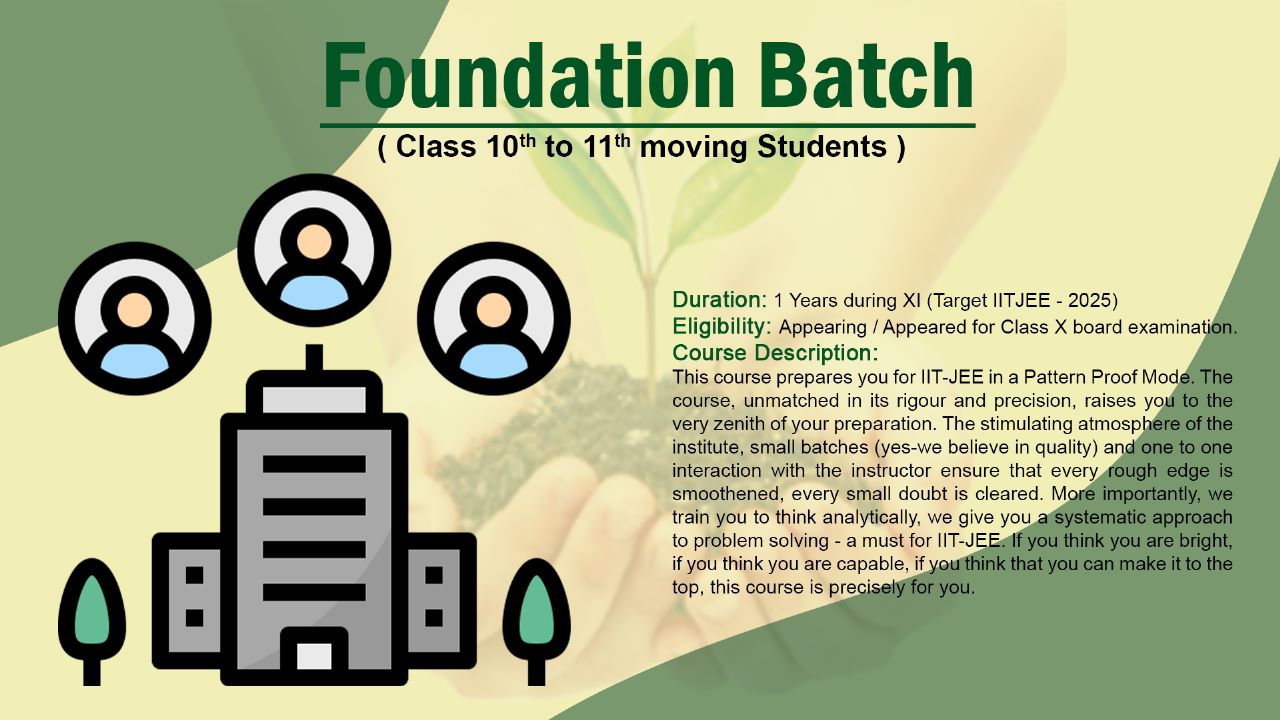 Foundation Batch
( Class 10th to 11th moving Students )
Duration: 1 Years during XI (Target IITJEE - 2025)
Eligibility: Appearing / Appeared for Class X board examination.
Course Description:
This course prepares you for IIT-JEE in a Pattern Proof Mode. The
course, unmatched in its rigour and precision, raises you to the
very zenith of your preparation. The stimulating atmosphere of the
institute, small batches (yes-we believe in quality) and one to one
interaction with the instructor ensure that every rough edge is
smoothened, every small doubt is cleared. More importantly, we
train you to think analytically, we give you a systematic approach
to problem solving - a must for IIT-JEE. If you think you are bright,
if you think you are capable, if you think that you can make it to the
top, this course is precisely for you.